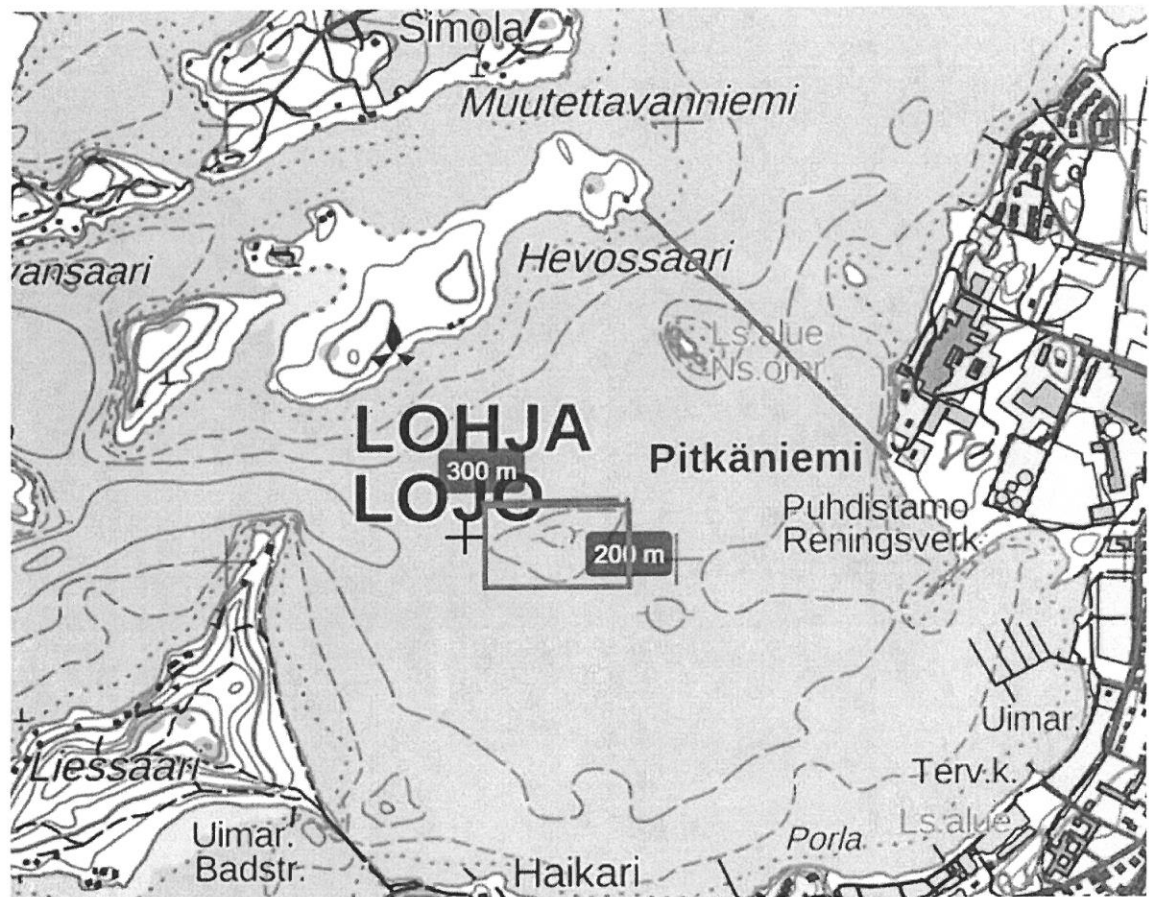 Simola
Muutettavanniemi
vansaari
Hevossaari
Ls.alue
Ns.omr.
LOHJA
LOJO
300 m
Pitkäniemi
Puhdistamo
Reningsverk
200 m
Uimar.
Liessaari
Terv.k.
Ls.alue
Uimar.
Badstr.
Porla
Haikari